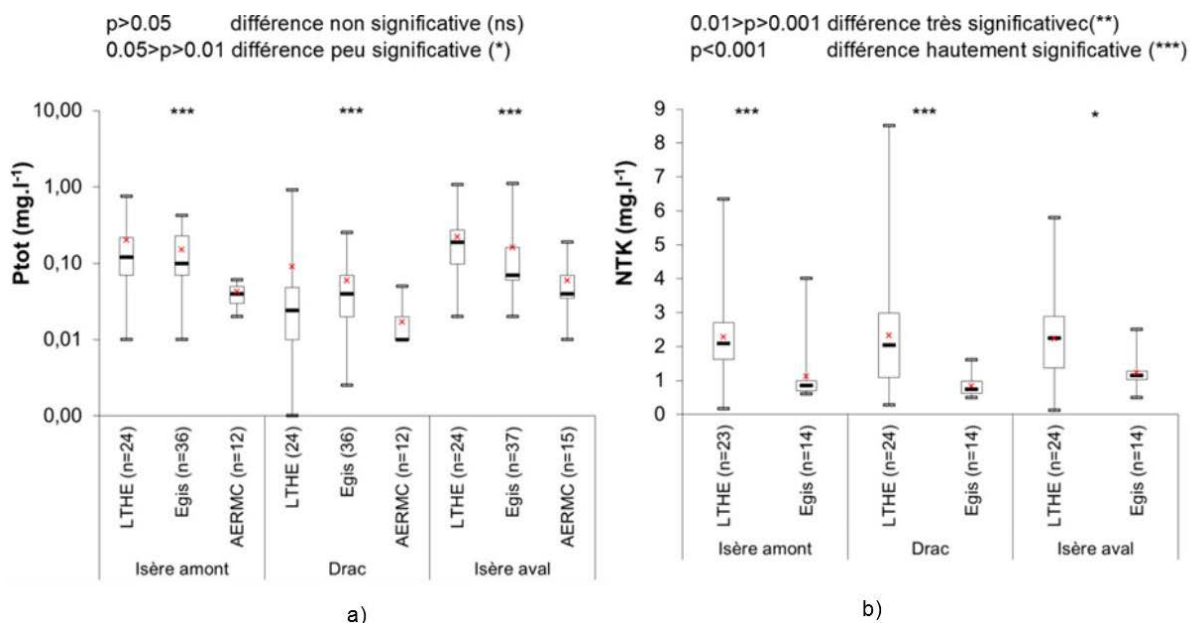 p>0.05 différence non significative (ns)
0.05>p>0.01 différence peu significative (*)
0.01>p>0.001 différence très significativec(**)
p<0.001 différence hautement significative (***)
Ptot (mg.l⁻¹)
10,00
1,00
0,10
0,01
0,00
*** *** ***
LTHE (n=24)
Egis (n=36)
AERMC (n=12)
LTHE (24)
Egis (36)
AERMC (n=12)
LTHE (n=24)
Egis (n=37)
AERMC (n=15)
Isère amont Drac Isère aval
a)
NTK (mg.l⁻¹)
9
8
7
6
5
4
3
2
1
0
*** *** *
LTHE (n=23)
Egis (n=14)
LTHE (n=24)
Egis (n=14)
LTHE (n=24)
Egis (n=14)
Isère amont Drac Isère aval
b)